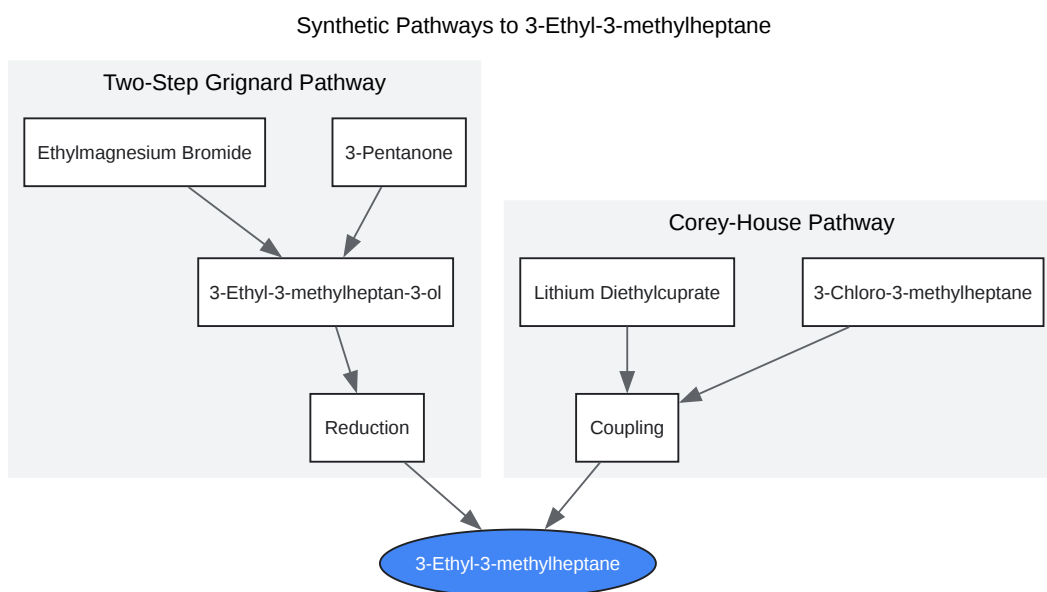 Synthetic Pathways to 3-Ethyl-3-methylheptane
Two-Step Grignard Pathway
Ethylmagnesium Bromide
3-Pentanone
3-Ethyl-3-methylheptan-3-ol
Reduction
Corey-House Pathway
Lithium Diethylcuprate
3-Chloro-3-methylheptane
Coupling
3-Ethyl-3-methylheptane